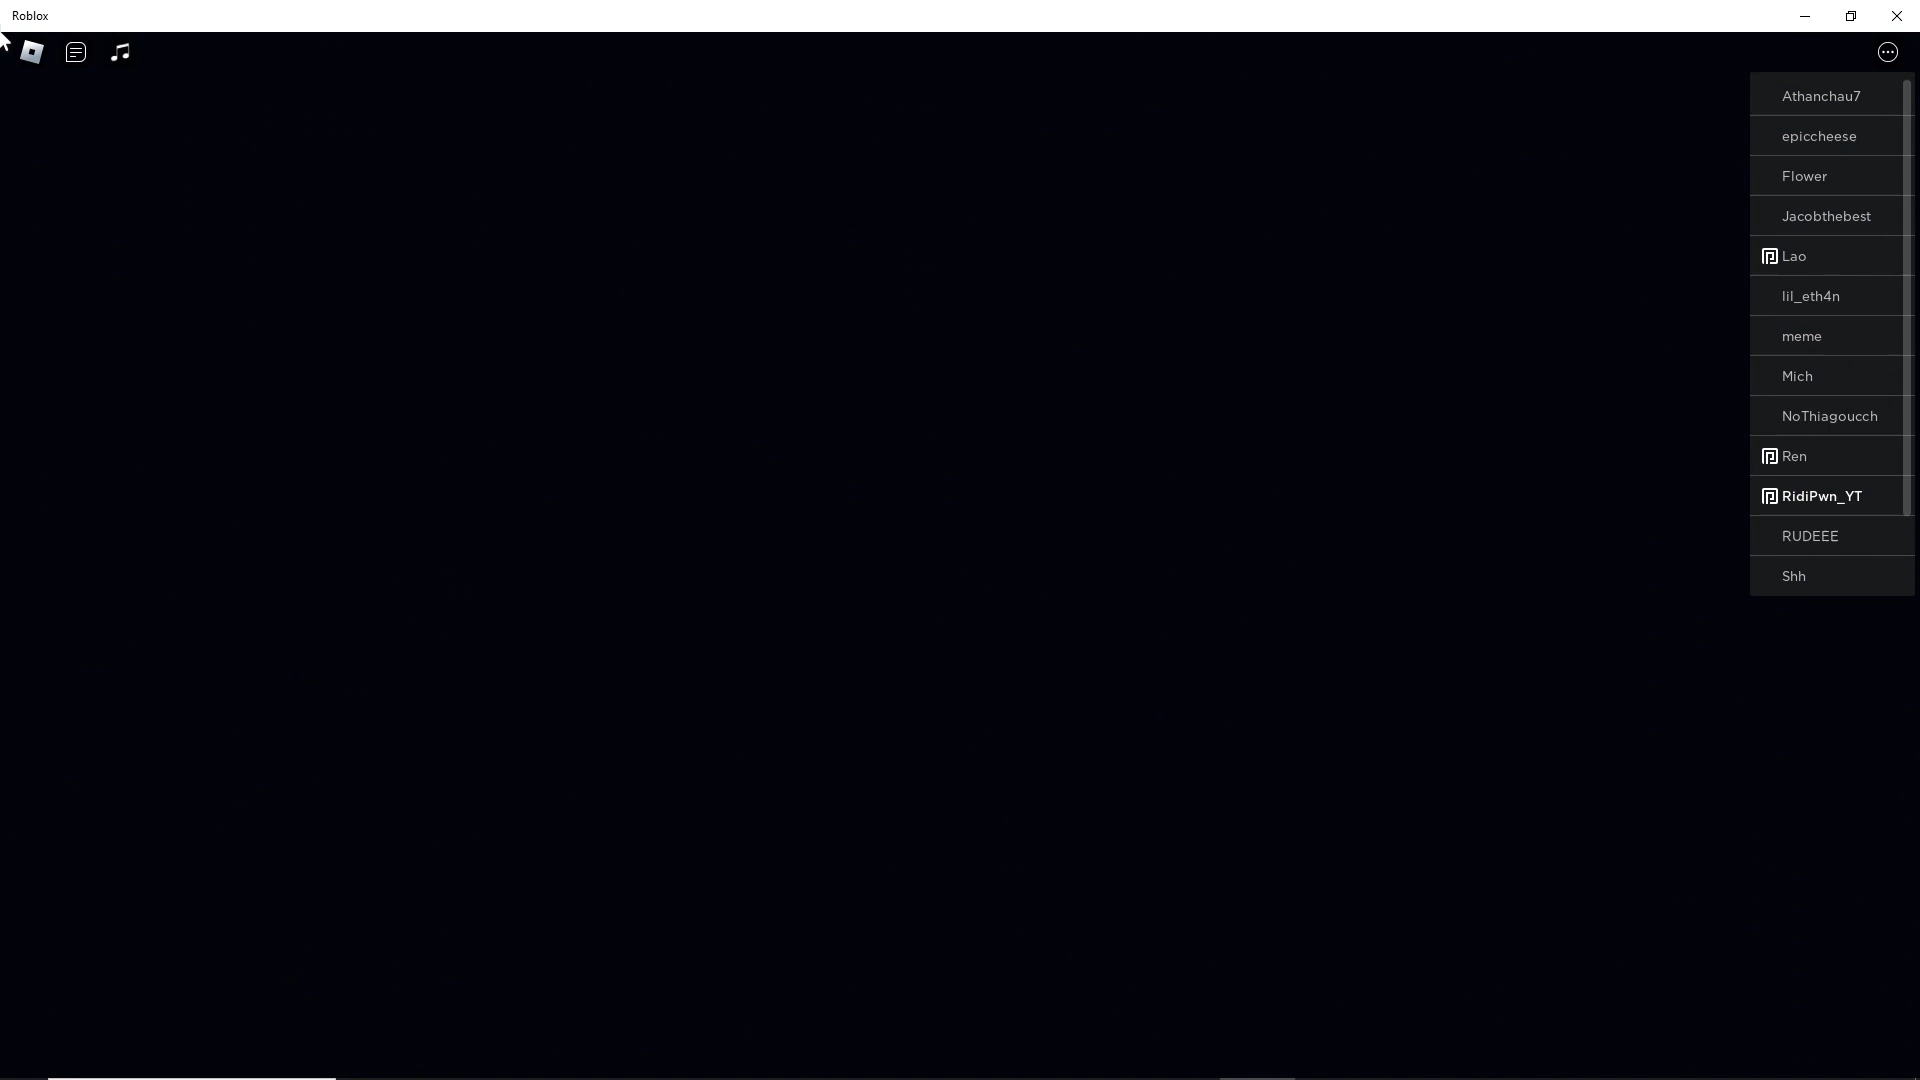 Roblox
Athanchau7
epiccheese
Flower
Jacobthebest
Lao
lil_eth4n
meme
Mich
NoThiagoucch
Ren
RidiPwn_YT
RUDEEE
Shh